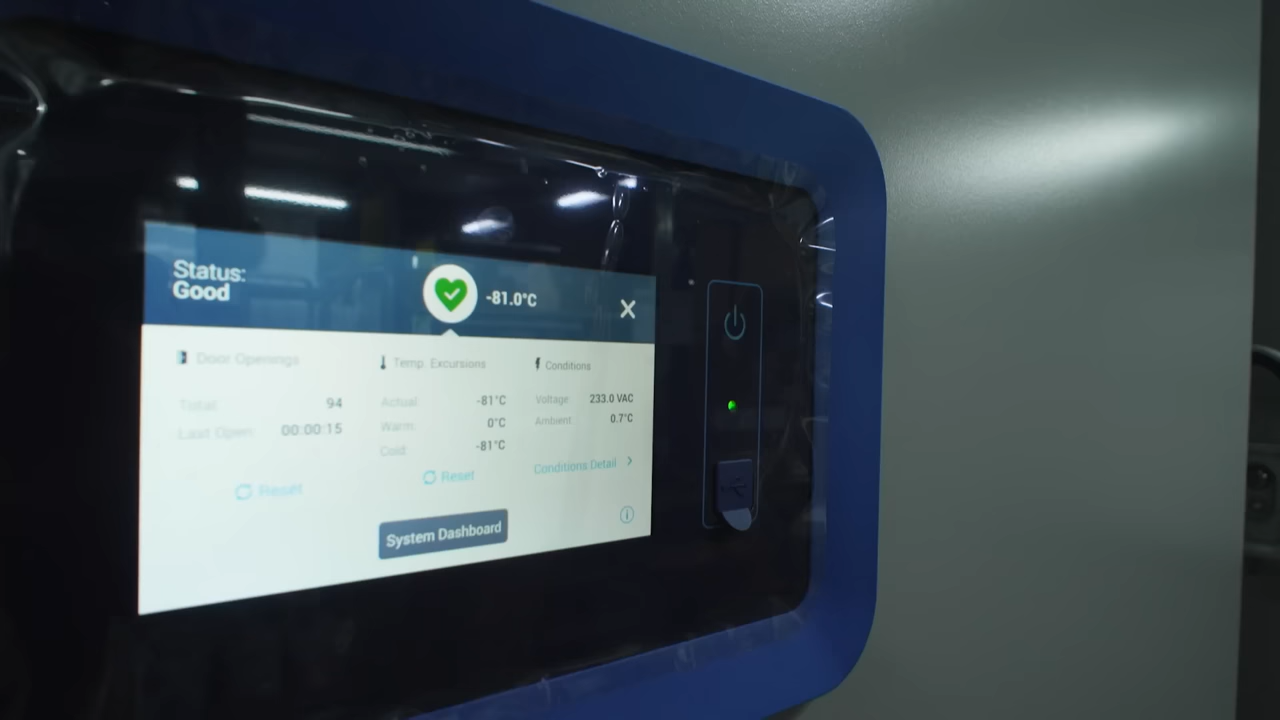 Status:
Good
-81.0°C
Door Openings
Total: 94
Last Open: 00:00:15
Reset
Temp. Excursions
Actual: -81°C
Warm: 0°C
Cold: -81°C
Reset
Conditions
Voltage: 233.0 VAC
Ambient: 0.7°C
Conditions Detail
System Dashboard